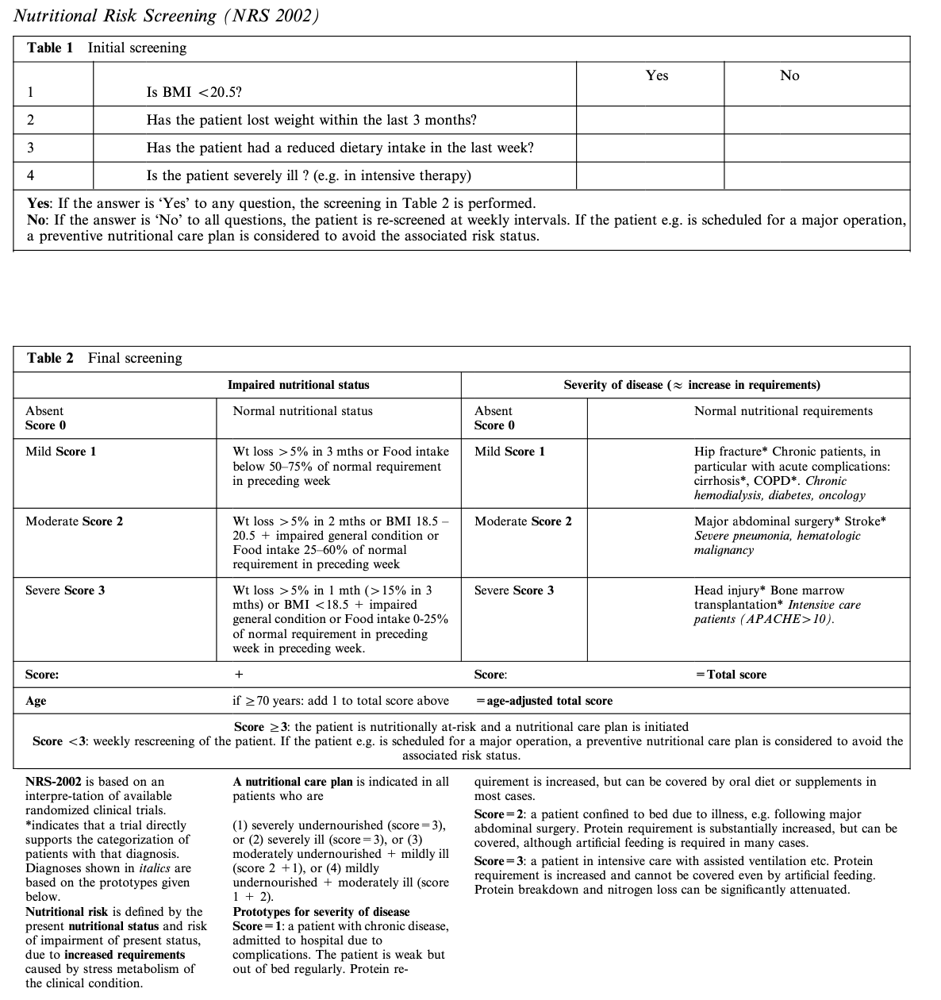 Nutritional Risk Screening (NRS 2002)
Table 1 Initial screening
Yes No
1 Is BMI <20.5?
2 Has the patient lost weight within the last 3 months?
3 Has the patient had a reduced dietary intake in the last week?
4 Is the patient severely ill ? (e.g. in intensive therapy)
Yes: If the answer is ‘Yes’ to any question, the screening in Table 2 is performed.
No: If the answer is ‘No’ to all questions, the patient is re-screened at weekly intervals. If the patient e.g. is scheduled for a major operation,
a preventive nutritional care plan is considered to avoid the associated risk status.
Table 2 Final screening
Impaired nutritional status
Severity of disease (≈ increase in requirements)
Absent
Score 0
Normal nutritional status
Absent
Score 0
Normal nutritional requirements
Mild Score 1
Wt loss >5% in 3 mths or Food intake
below 50–75% of normal requirement
in preceding week
Mild Score 1
Hip fracture* Chronic patients, in
particular with acute complications:
cirrhosis*, COPD*. Chronic
hemodialysis, diabetes, oncology
Moderate Score 2
Wt loss >5% in 2 mths or BMI 18.5 –
20.5 + impaired general condition or
Food intake 25–60% of normal
requirement in preceding week
Moderate Score 2
Major abdominal surgery* Stroke*
Severe pneumonia, hematologic
malignancy
Severe Score 3
Wt loss >5% in 1 mth (>15% in 3
mths) or BMI <18.5 + impaired
general condition or Food intake 0-25%
of normal requirement in preceding
week in preceding week.
Severe Score 3
Head injury* Bone marrow
transplantation* Intensive care
patients (APACHE>10).
Score: + Score: =Total score
Age if ≥70 years: add 1 to total score above =age-adjusted total score
Score ≥3: the patient is nutritionally at-risk and a nutritional care plan is initiated
Score <3: weekly rescreening of the patient. If the patient e.g. is scheduled for a major operation, a preventive nutritional care plan is considered to avoid the
associated risk status.
NRS-2002 is based on an
interpre-tation of available
randomized clinical trials.
*indicates that a trial directly
supports the categorization of
patients with that diagnosis.
Diagnoses shown in italics are
based on the prototypes given
below.
Nutritional risk is defined by the
present nutritional status and risk
of impairment of present status,
due to increased requirements
caused by stress metabolism of
the clinical condition.
A nutritional care plan is indicated in all
patients who are
(1) severely undernourished (score=3),
or (2) severely ill (score=3), or (3)
moderately undernourished + mildly ill
(score 2 +1), or (4) mildly
undernourished + moderately ill (score
1 + 2).
Prototypes for severity of disease
Score=1: a patient with chronic disease,
admitted to hospital due to
complications. The patient is weak but
out of bed regularly. Protein re-
quirement is increased, but can be covered by oral diet or supplements in
most cases.
Score=2: a patient confined to bed due to illness, e.g. following major
abdominal surgery. Protein requirement is substantially increased, but can be
covered, although artificial feeding is required in many cases.
Score=3: a patient in intensive care with assisted ventilation etc. Protein
requirement is increased and cannot be covered even by artificial feeding.
Protein breakdown and nitrogen loss can be significantly attenuated.